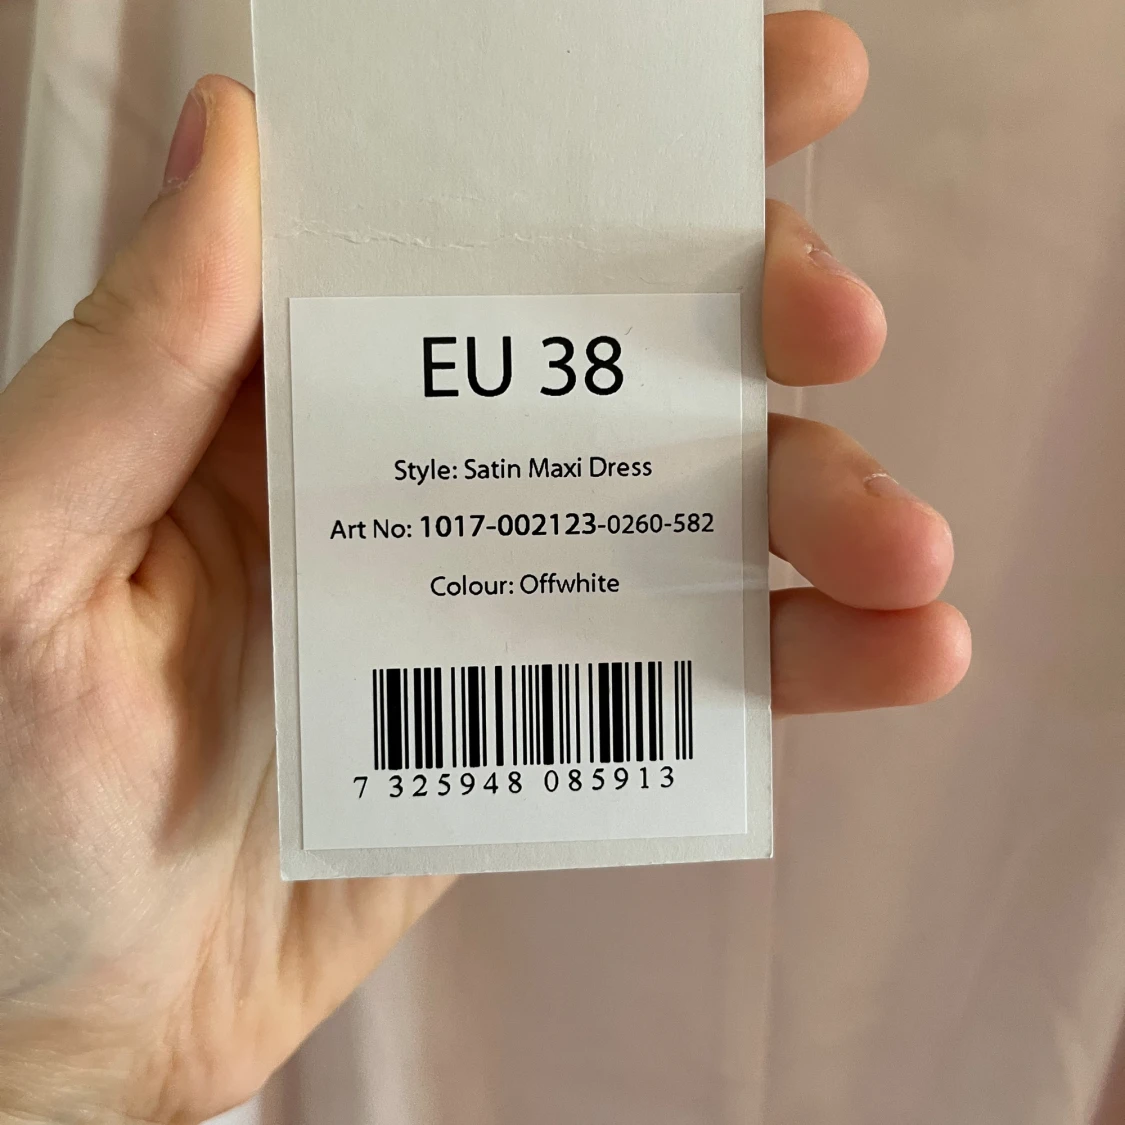 EU 38
Style: Satin Maxi Dress
Art No: 1017-002123-0260-582
Colour: Offwhite
7 325948 085913